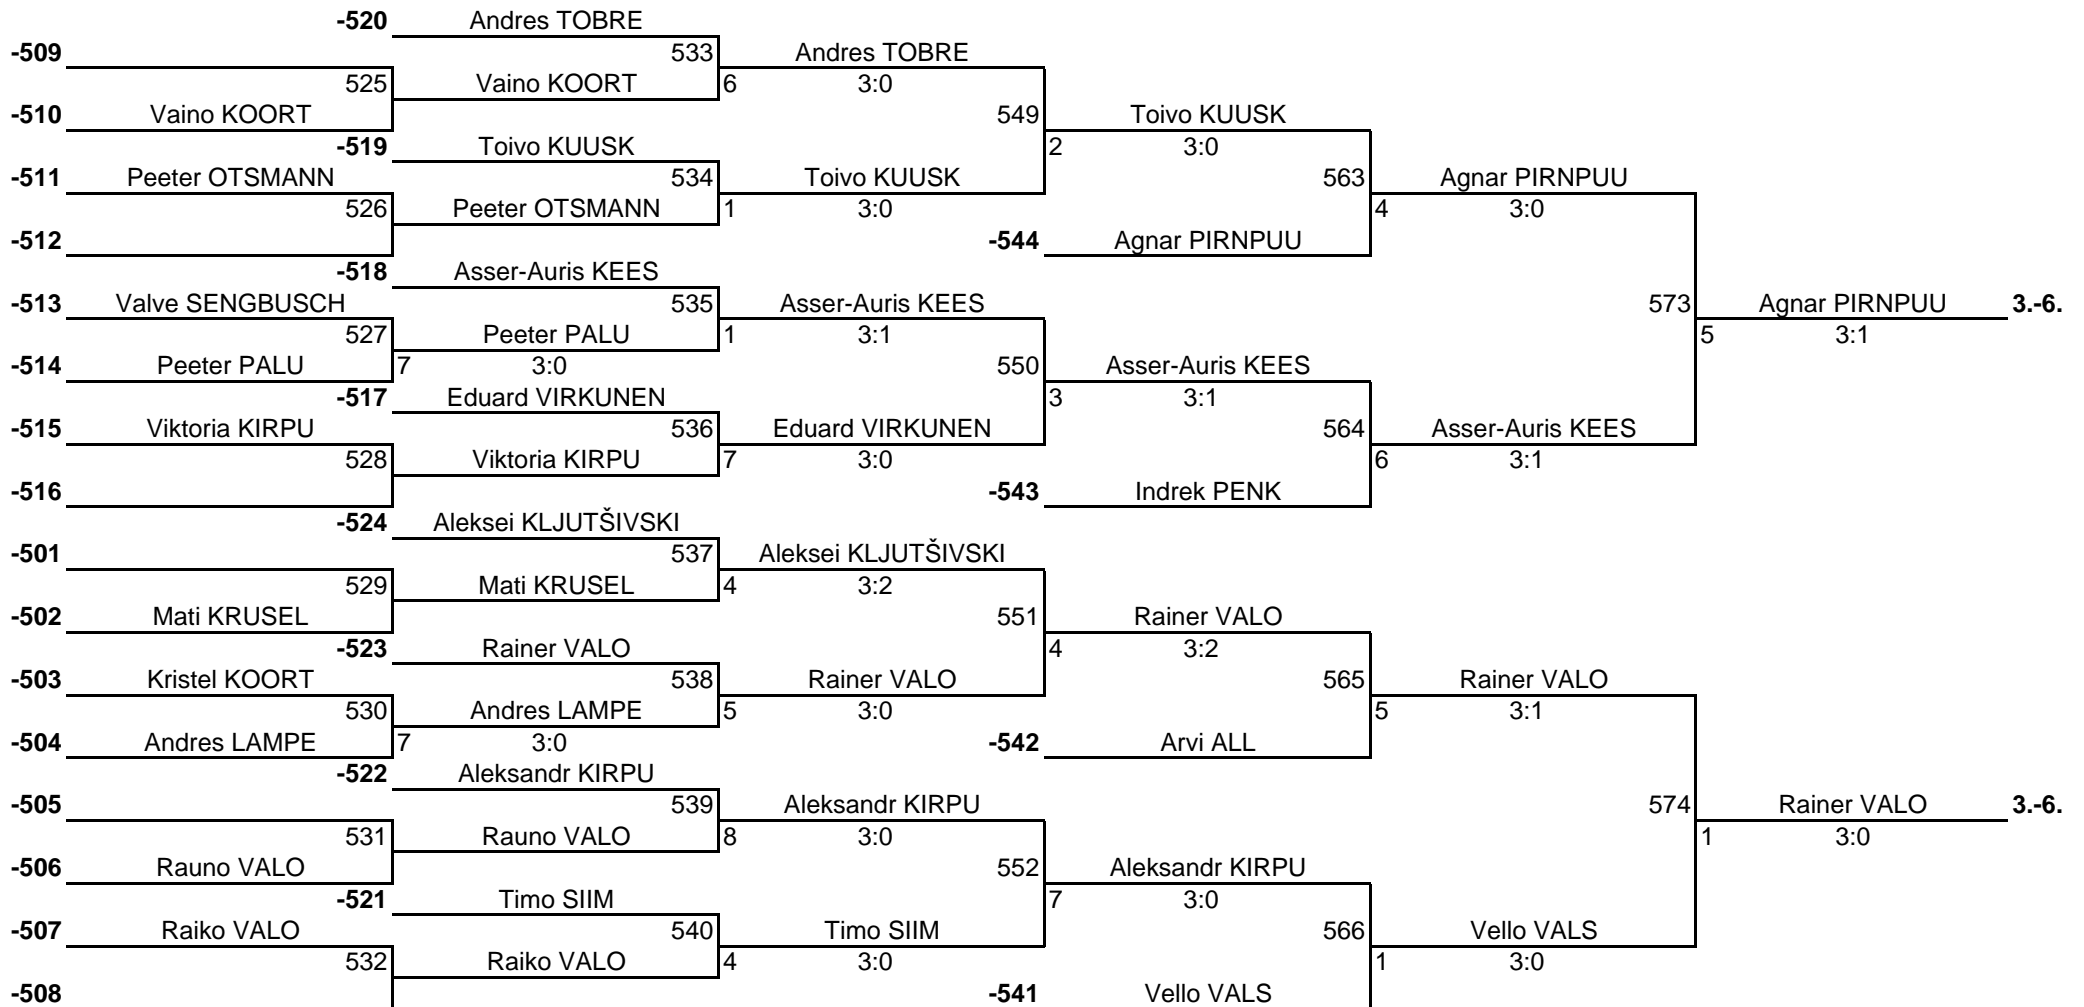 -520 Andres TOBRE
-509 533 Andres TOBRE
525 Vaino KOORT 6 3:0
-510 Vaino KOORT 549 Toivo KUUSK
-519 Toivo KUUSK 2 3:0
-511 Peeter OTSMANN 534 Toivo KUUSK 563 Agnar PIRNPUU
526 Peeter OTSMANN 1 3:0 4 3:0
-512 -544 Agnar PIRNPUU
-518 Asser-Auris KEES
-513 Valve SENGBUSCH 535 Asser-Auris KEES 573 Agnar PIRNPUU 3.-6.
527 Peeter PALU 1 3:1 5 3:1
-514 Peeter PALU 7 3:0 550 Asser-Auris KEES
-517 Eduard VIRKUNEN 3 3:1
-515 Viktoria KIRPU 536 Eduard VIRKUNEN 564 Asser-Auris KEES
528 Viktoria KIRPU 7 3:0 6 3:1
-516 -543 Indrek PENK
-524 Aleksei KLJUTŠIVSKI
-501 537 Aleksei KLJUTŠIVSKI
529 Mati KRUSEL 4 3:2
-502 Mati KRUSEL 551 Rainer VALO
-523 Rainer VALO 4 3:2
-503 Kristel KOORT 538 Rainer VALO 565 Rainer VALO
530 Andres LAMPE 5 3:0 5 3:1
-504 Andres LAMPE 7 3:0 -542 Arvi ALL
-522 Aleksandr KIRPU
-505 539 Aleksandr KIRPU 574 Rainer VALO 3.-6.
531 Rauno VALO 8 3:0 1 3:0
-506 Rauno VALO 552 Aleksandr KIRPU
-521 Timo SIIM 7 3:0
-507 Raiko VALO 540 Timo SIIM 566 Vello VALS
532 Raiko VALO 4 3:0 1 3:0
-508 -541 Vello VALS